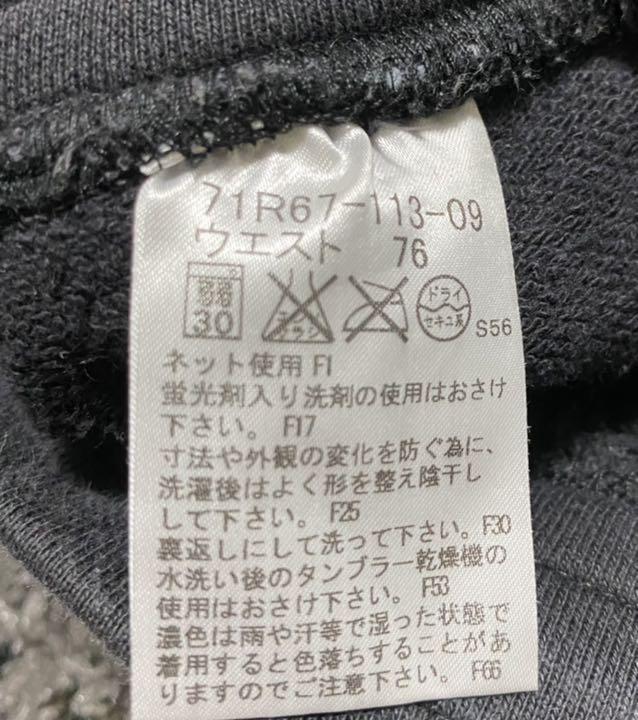 71R67-113-09
ウエスト 76
弱 30 エンソサラシ ドライ セキユ系 S56
ネット使用 F1
蛍光剤入り洗剤の使用はおさけ
下さい。 F17
寸法や外観の変化を防ぐ為に、
洗濯後はよく形を整え陰干し
して下さい。 F25
裏返しにして洗って下さい。F30
水洗い後のタンブラー乾燥機の
使用はおさけ下さい。 F53
濃色は雨や汗等で湿った状態で
着用すると色落ちすることがあ
りますのでご注意下さい。 F66